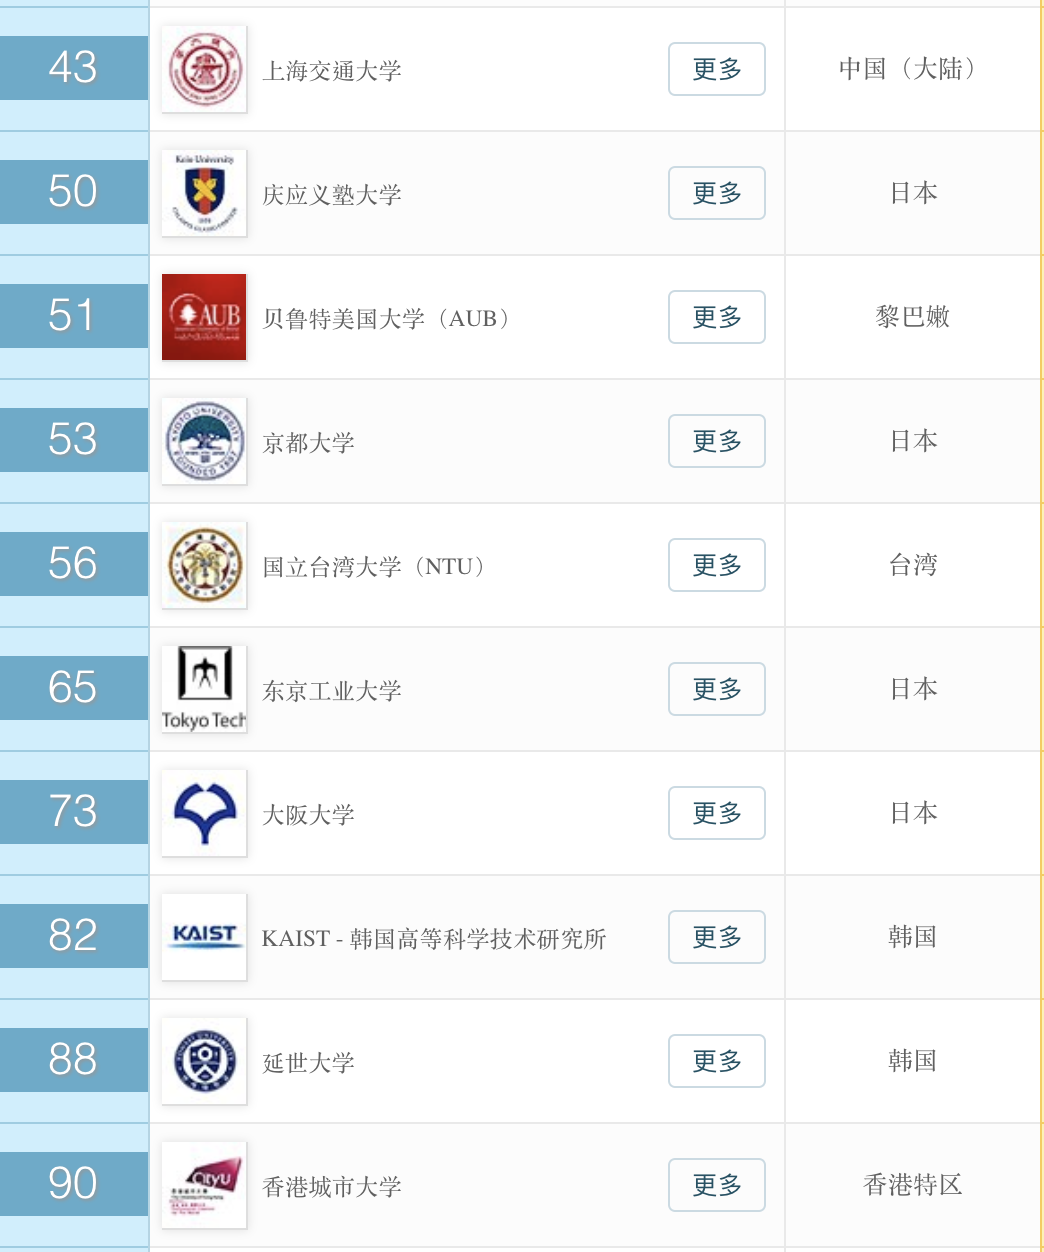 43
上海交通大学
更多
中国（大陆）
Keio University
50
庆应义塾大学
更多
日本
AUB
51
贝鲁特美国大学（AUB）
更多
黎巴嫩
KYOTO UNIVERSITY
FOUNDED 1897
53
京都大学
更多
日本
56
国立台湾大学（NTU）
更多
台湾
65
东京工业大学
更多
日本
Tokyo Tech
73
大阪大学
更多
日本
KAIST
82
KAIST - 韩国高等科学技术研究所
更多
韩国
88
延世大学
更多
韩国
CityU
90
香港城市大学
更多
香港特区